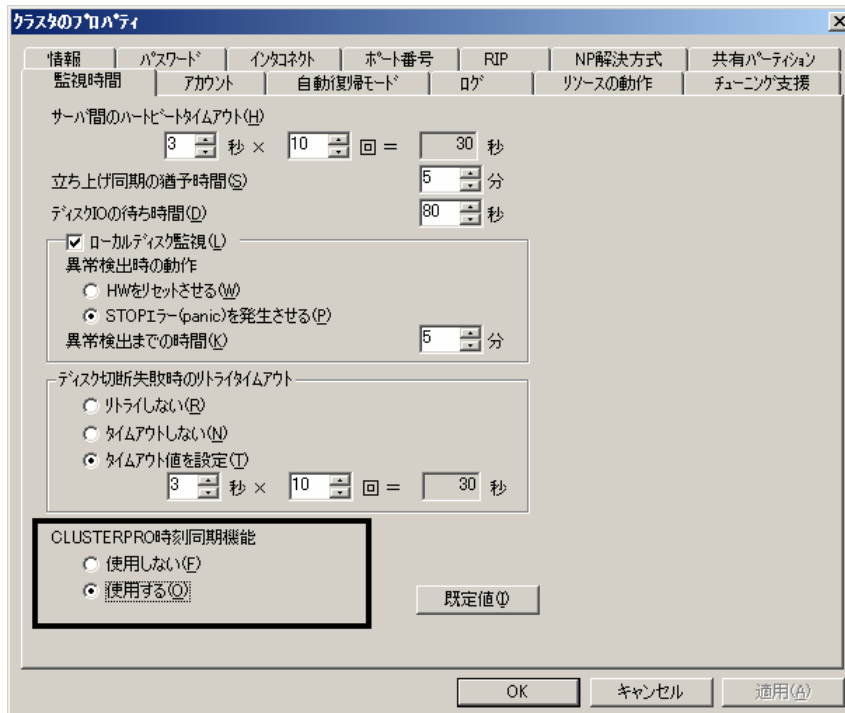 クラスタのプロパティ
情報 パスワード インタコネクト ポート番号 RIP NP解決方式 共有パーティション
監視時間 アカウント 自動復帰モード ログ リソースの動作 チューニング支援
サーバ間のハートビートタイムアウト(H)
3 秒 × 10 回 = 30 秒
立ち上げ同期の猶予時間(S) 5 分
ディスクIOの待ち時間(D) 80 秒
ローカルディスク監視(L)
異常検出時の動作
HWをリセットさせる(W)
STOPエラー(panic)を発生させる(P)
異常検出までの時間(K) 5 分
ディスク切断失敗時のリトライタイムアウト
リトライしない(R)
タイムアウトしない(N)
タイムアウト値を設定(T)
3 秒 × 10 回 = 30 秒
CLUSTERPRO時刻同期機能
使用しない(F)
使用する(O)
既定値(I)
OK キャンセル 適用(A)